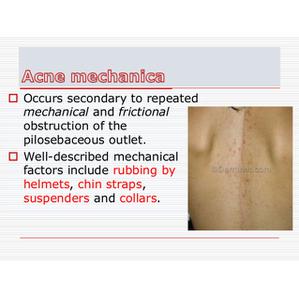 Acne mechanica
Occurs secondary to repeated
mechanical and frictional
obstruction of the
pilosebaceous outlet.
Well-described mechanical
factors include rubbing by
helmets, chin straps,
suspenders and collars.